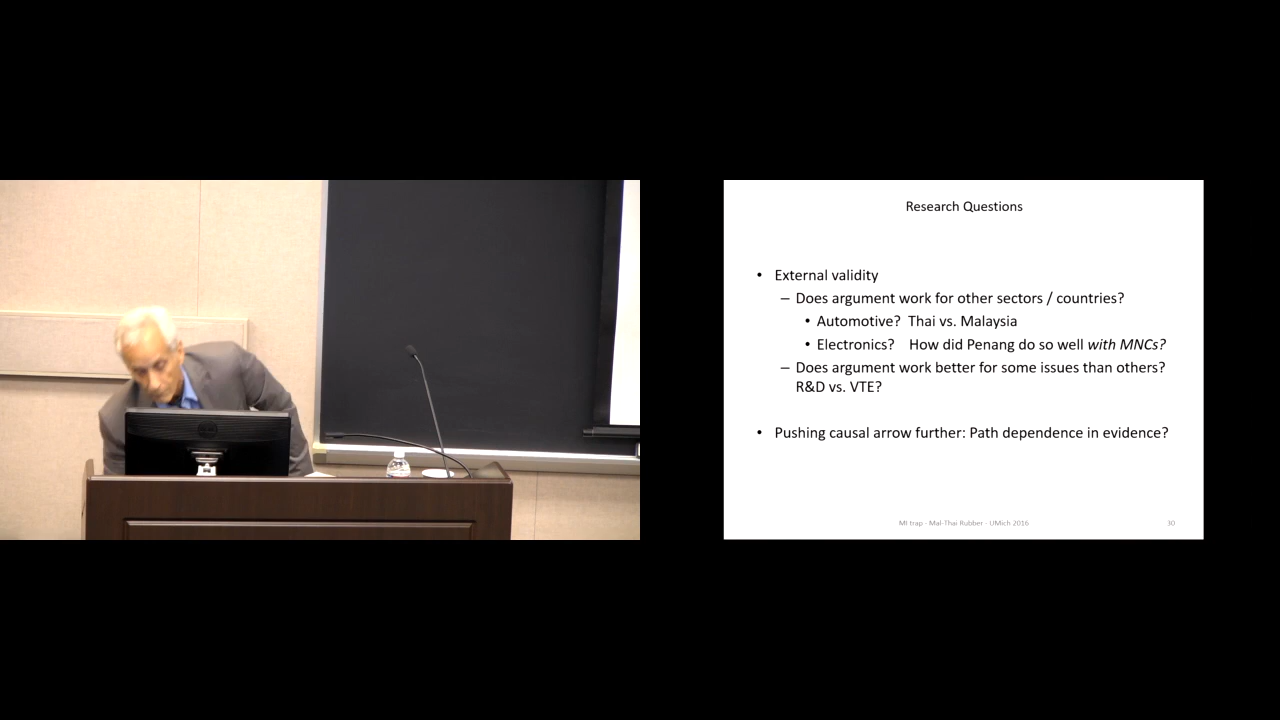 Research Questions
• External validity
– Does argument work for other sectors / countries?
• Automotive? Thai vs. Malaysia
• Electronics? How did Penang do so well with MNCs?
– Does argument work better for some issues than others?
R&D vs. VTE?
• Pushing causal arrow further: Path dependence in evidence?
MI trap - Mal-Thai Rubber - UMich 2016
30